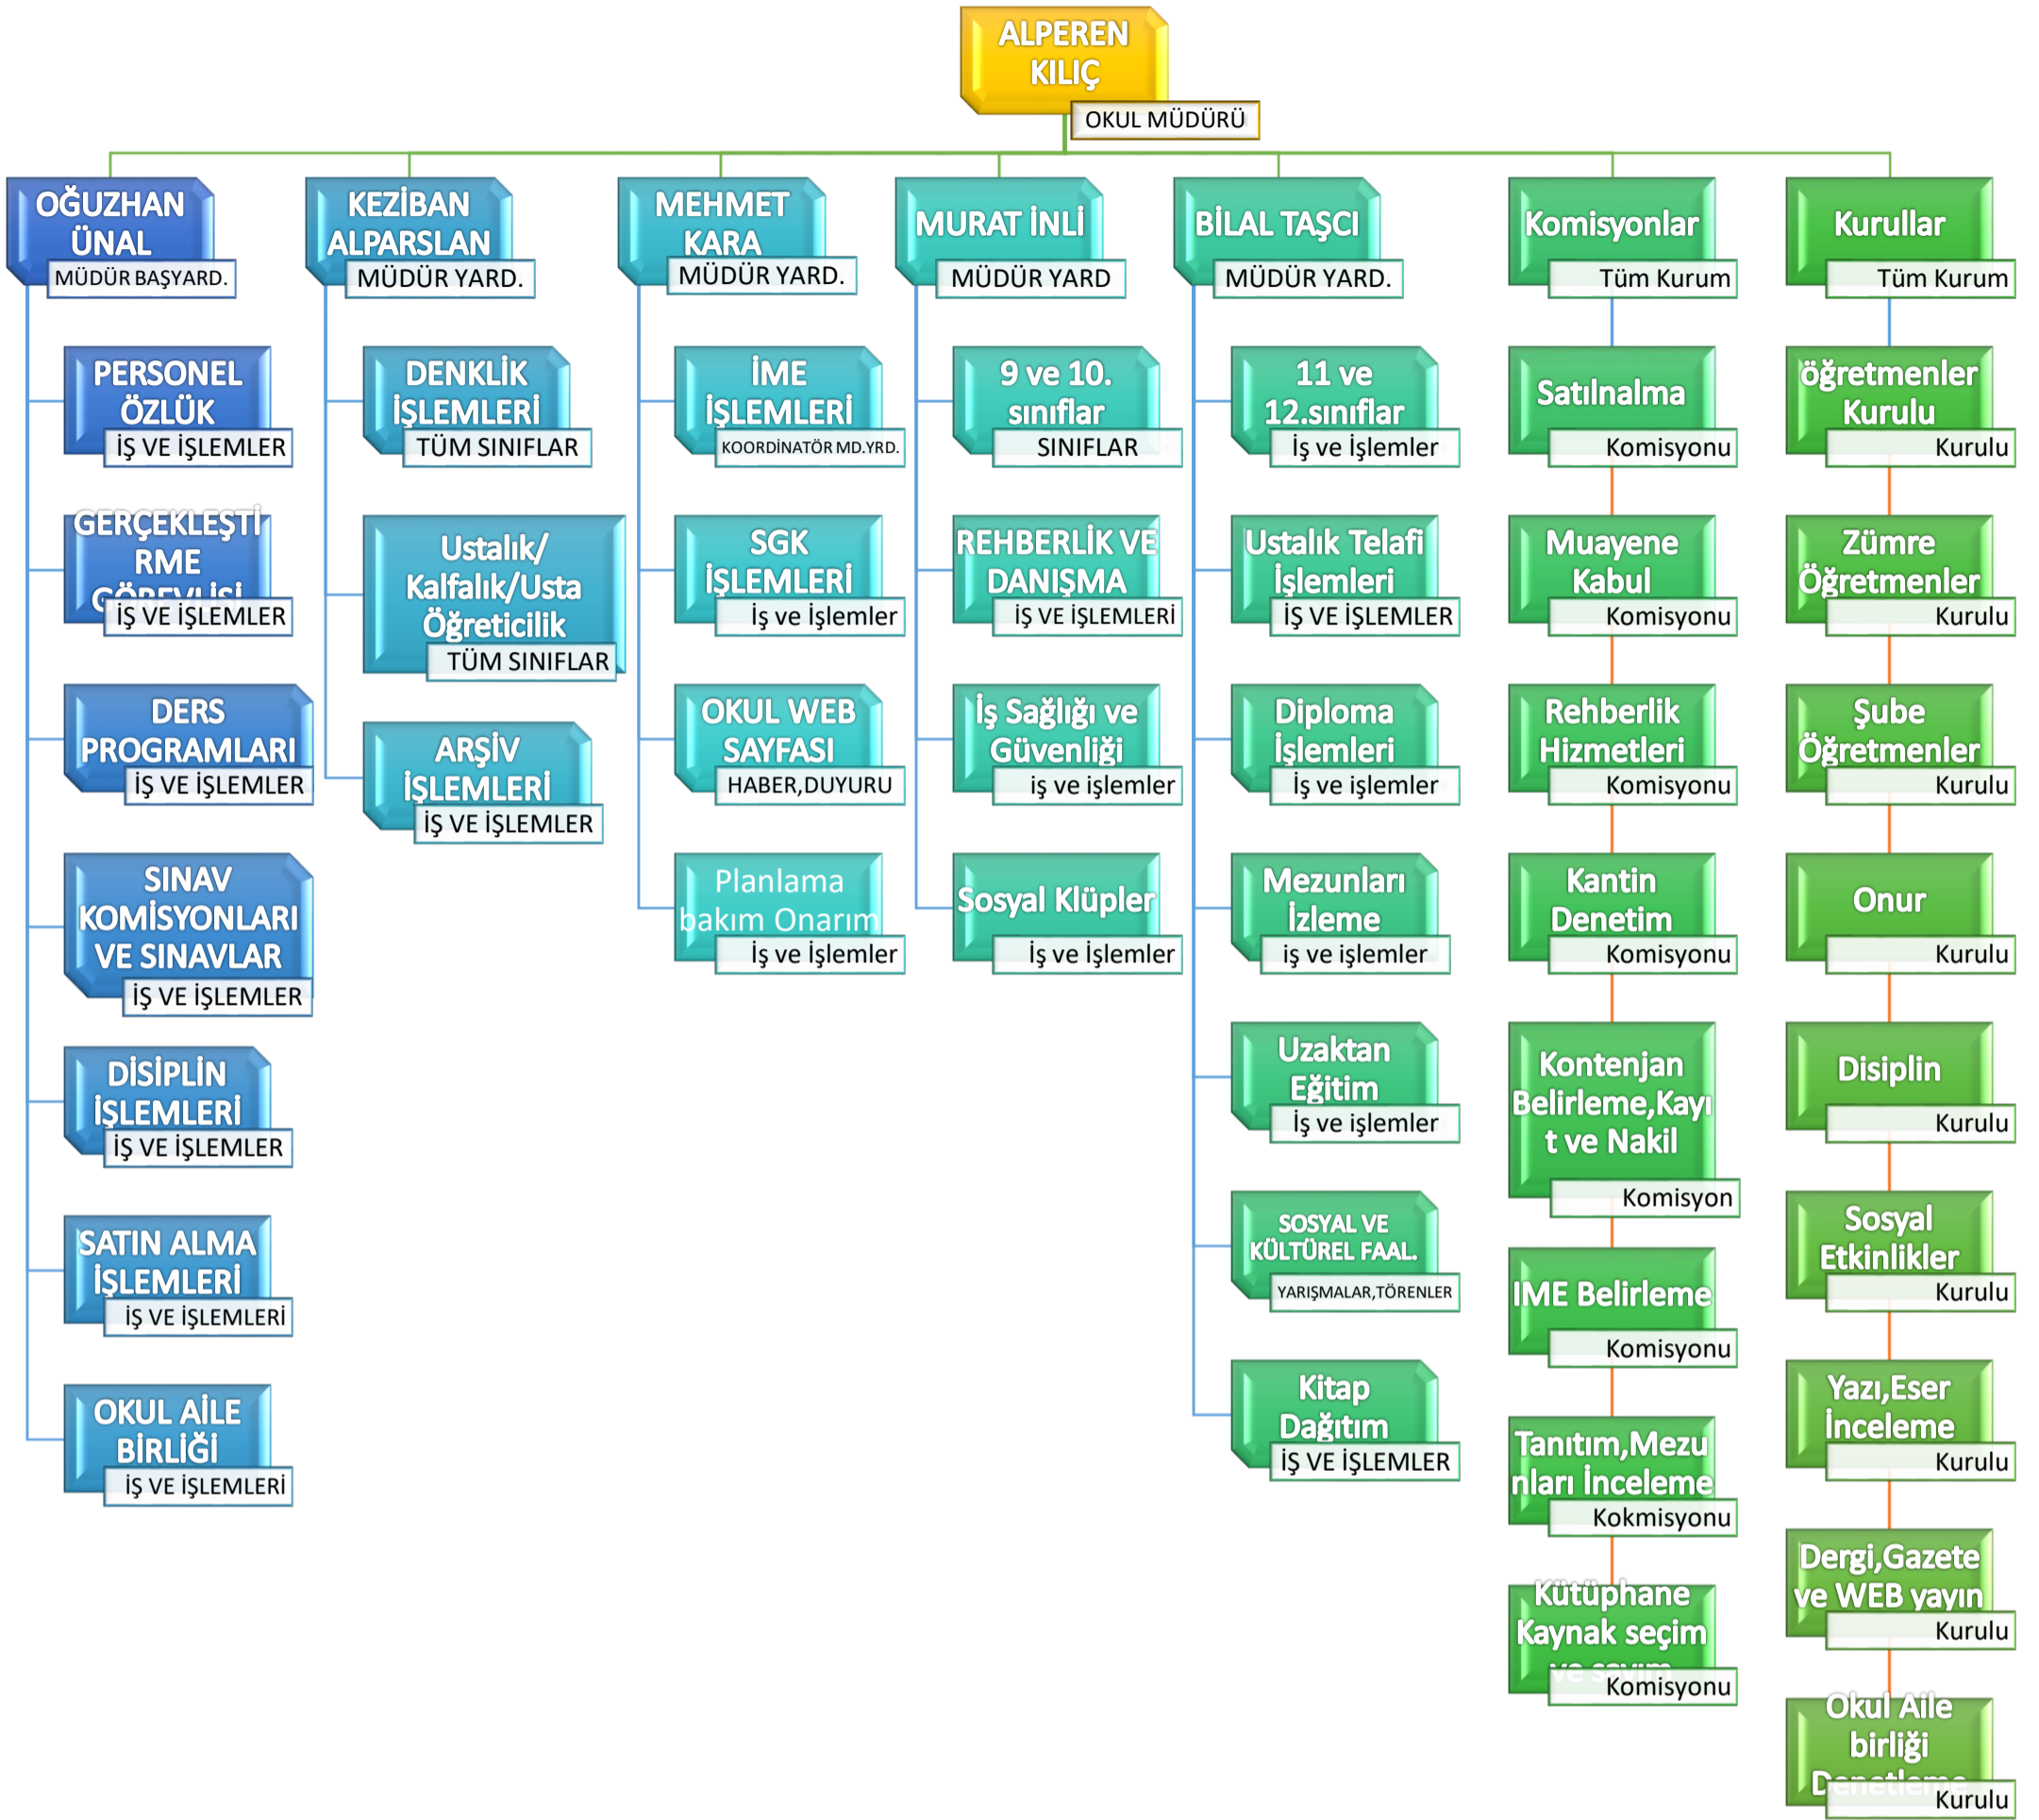 ALPEREN
KILIÇ
OKUL MÜDÜRÜ
OĞUZHAN
ÜNAL
MÜDÜR BAŞYARD.
PERSONEL
ÖZLÜK
İŞ VE İŞLEMLER
GERÇEKLEŞTİ
RME
GÖREVLİSİ
İŞ VE İŞLEMLER
DERS
PROGRAMLARI
İŞ VE İŞLEMLER
SINAV
KOMİSYONLARI
VE SINAVLAR
İŞ VE İŞLEMLER
DİSİPLİN
İŞLEMLERİ
İŞ VE İŞLEMLER
SATIN ALMA
İŞLEMLERİ
İŞ VE İŞLEMLERİ
OKUL AİLE
BİRLİĞİ
İŞ VE İŞLEMLERİ
KEZİBAN
ALPARSLAN
MÜDÜR YARD.
DENKLİK
İŞLEMLERİ
TÜM SINIFLAR
Ustalık/
Kalfalık/Usta
Öğreticilik
TÜM SINIFLAR
ARŞİV
İŞLEMLERİ
İŞ VE İŞLEMLER
MEHMET
KARA
MÜDÜR YARD.
İME
İŞLEMLERİ
KOORDİNATÖR MD.YRD.
SGK
İŞLEMLERİ
İş ve İşlemler
OKUL WEB
SAYFASI
HABER,DUYURU
Planlama
bakım Onarım
İş ve İşlemler
MURAT İNLİ
MÜDÜR YARD
9 ve 10.
sınıflar
SINIFLAR
REHBERLİK VE
DANIŞMA
İŞ VE İŞLEMLERİ
İş Sağlığı ve
Güvenliği
iş ve işlemler
Sosyal Klüpler
İş ve İşlemler
BİLAL TAŞCI
MÜDÜR YARD.
11 ve
12.sınıflar
İş ve İşlemler
Ustalık Telafi
İşlemleri
İŞ VE İŞLEMLER
Diploma
İşlemleri
İş ve işlemler
Mezunları
İzleme
iş ve işlemler
Uzaktan
Eğitim
İş ve işlemler
SOSYAL VE
KÜLTÜREL FAAL.
YARIŞMALAR,TÖRENLER
Kitap
Dağıtım
İŞ VE İŞLEMLER
Komisyonlar
Tüm Kurum
Satılnalma
Komisyonu
Muayene
Kabul
Komisyonu
Rehberlik
Hizmetleri
Komisyonu
Kantin
Denetim
Komisyonu
Kontenjan
Belirleme,Kayı
t ve Nakil
Komisyon
IME Belirleme
Komisyonu
Tanıtım,Mezu
nları İnceleme
Kokmisyonu
Kütüphane
Kaynak seçim
ve sayım
Komisyonu
Kurullar
Tüm Kurum
öğretmenler
Kurulu
Kurulu
Zümre
Öğretmenler
Kurulu
Şube
Öğretmenler
Kurulu
Onur
Kurulu
Disiplin
Kurulu
Sosyal
Etkinlikler
Kurulu
Yazı,Eser
İnceleme
Kurulu
Dergi,Gazete
ve WEB yayın
Kurulu
Okul Aile
birliği
Denetleme
Kurulu